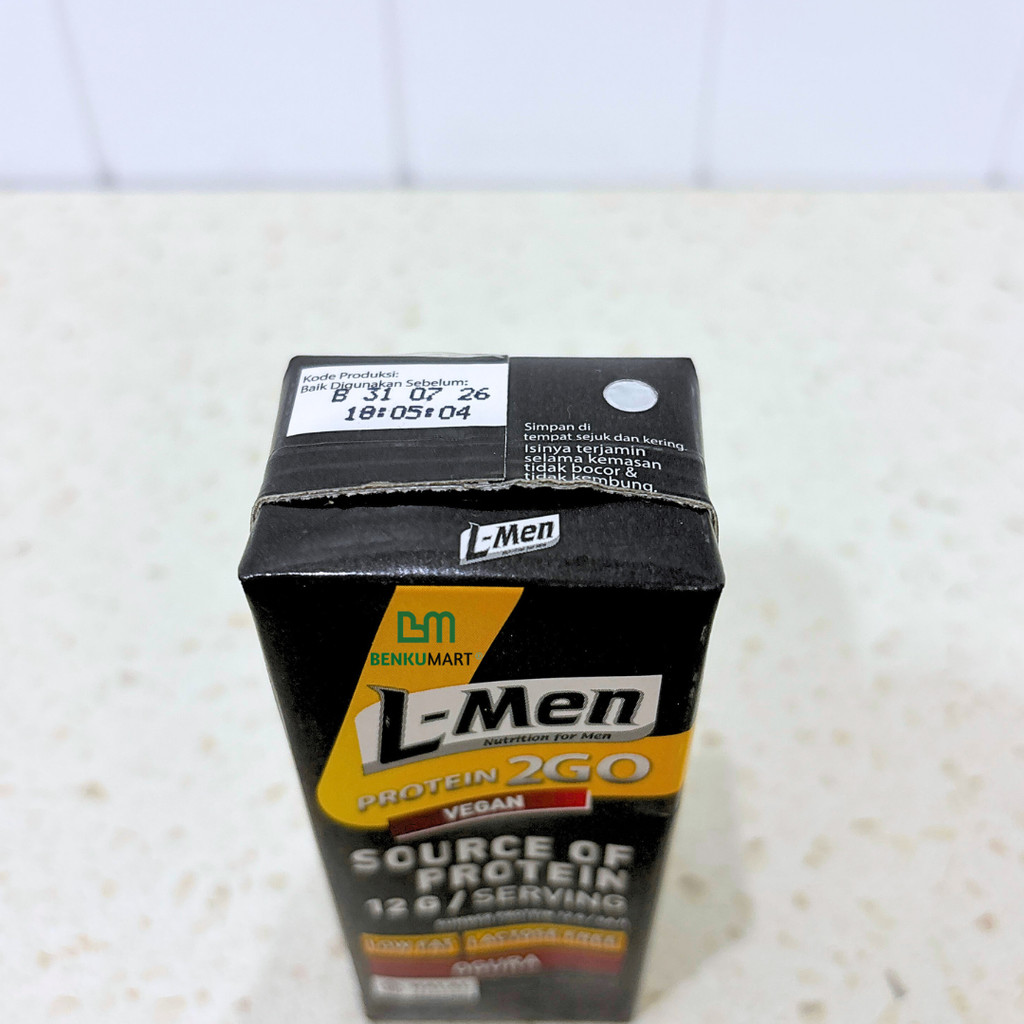 Kode Produksi:
Baik Digunakan Sebelum:
B 31 07 26
18:05:04
Simpan di
tempat sejuk dan kering.
Isinya terjamin
selama kemasan
tidak bocor &
tidak kembung.
L-Men
BM
BENKUMART
L-Men
Nutrition for Men
PROTEIN 2GO
VEGAN
SOURCE OF
PROTEIN
12 G / SERVING
LOW FAT LACTOSE FREE